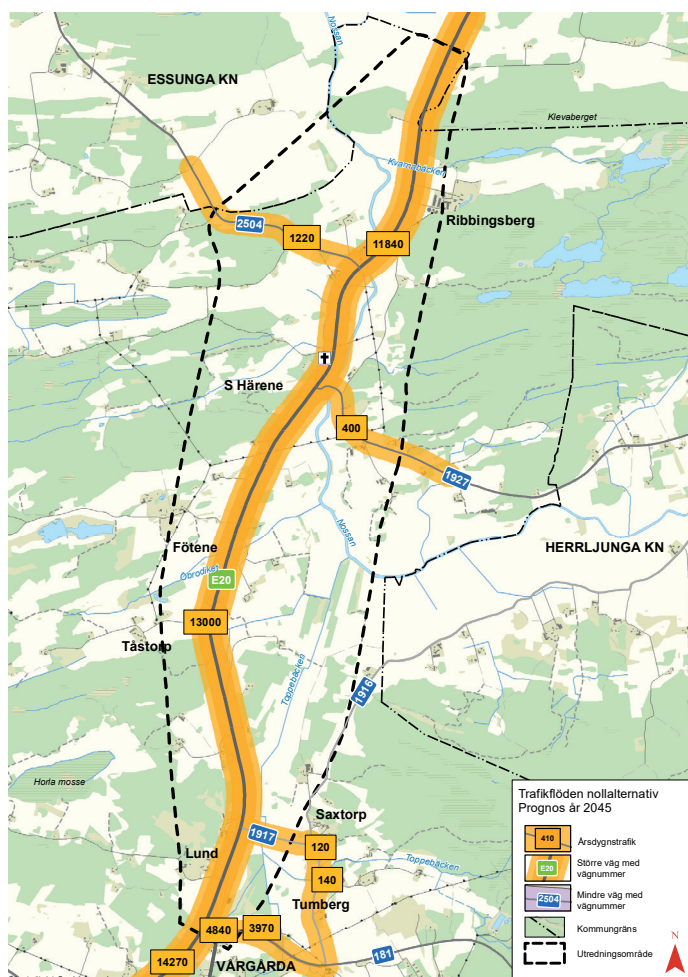 Nossan
ESSUNGA KN
Klevaberget
Kvarnabäcken
Ribbingsberg
2504
1220
11840
S Härene
400
1927
Nossan
HERRLJUNGA KN
Fötene
Öbrodiket
E20
13000
Tåstorp
Toppebäcken
1916
Horla mosse
Saxtorp
1917
120
Lund
Toppebäcken
140
Tumberg
4840
3970
181
14270
VÅRGÅRDA
Trafikflöden nollalternativ
Prognos år 2045
410
Årsdygnstrafik
E20
Större väg med
vägnummer
2504
Mindre väg med
vägnummer
Kommungräns
Utredningsområde
N